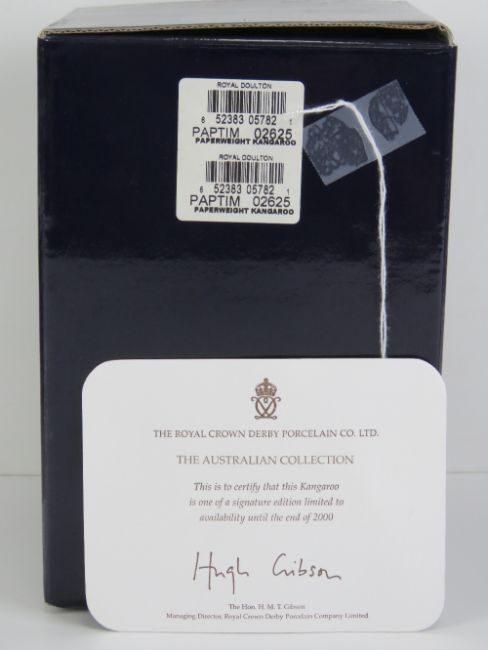 ROYAL DOULTON
6 52383 05782 1
PAPTIM 02625
PAPERWEIGHT KANGAROO
ROYAL DOULTON
6 52383 05782 1
PAPTIM 02625
PAPERWEIGHT KANGAROO
THE ROYAL CROWN DERBY PORCELAIN CO. LTD.
THE AUSTRALIAN COLLECTION
This is to certify that this Kangaroo
is one of a signature edition limited to
availability until the end of 2000
Hugh Gibson
The Hon. H. M. T. Gibson
Managing Director, Royal Crown Derby Porcelain Company Limited